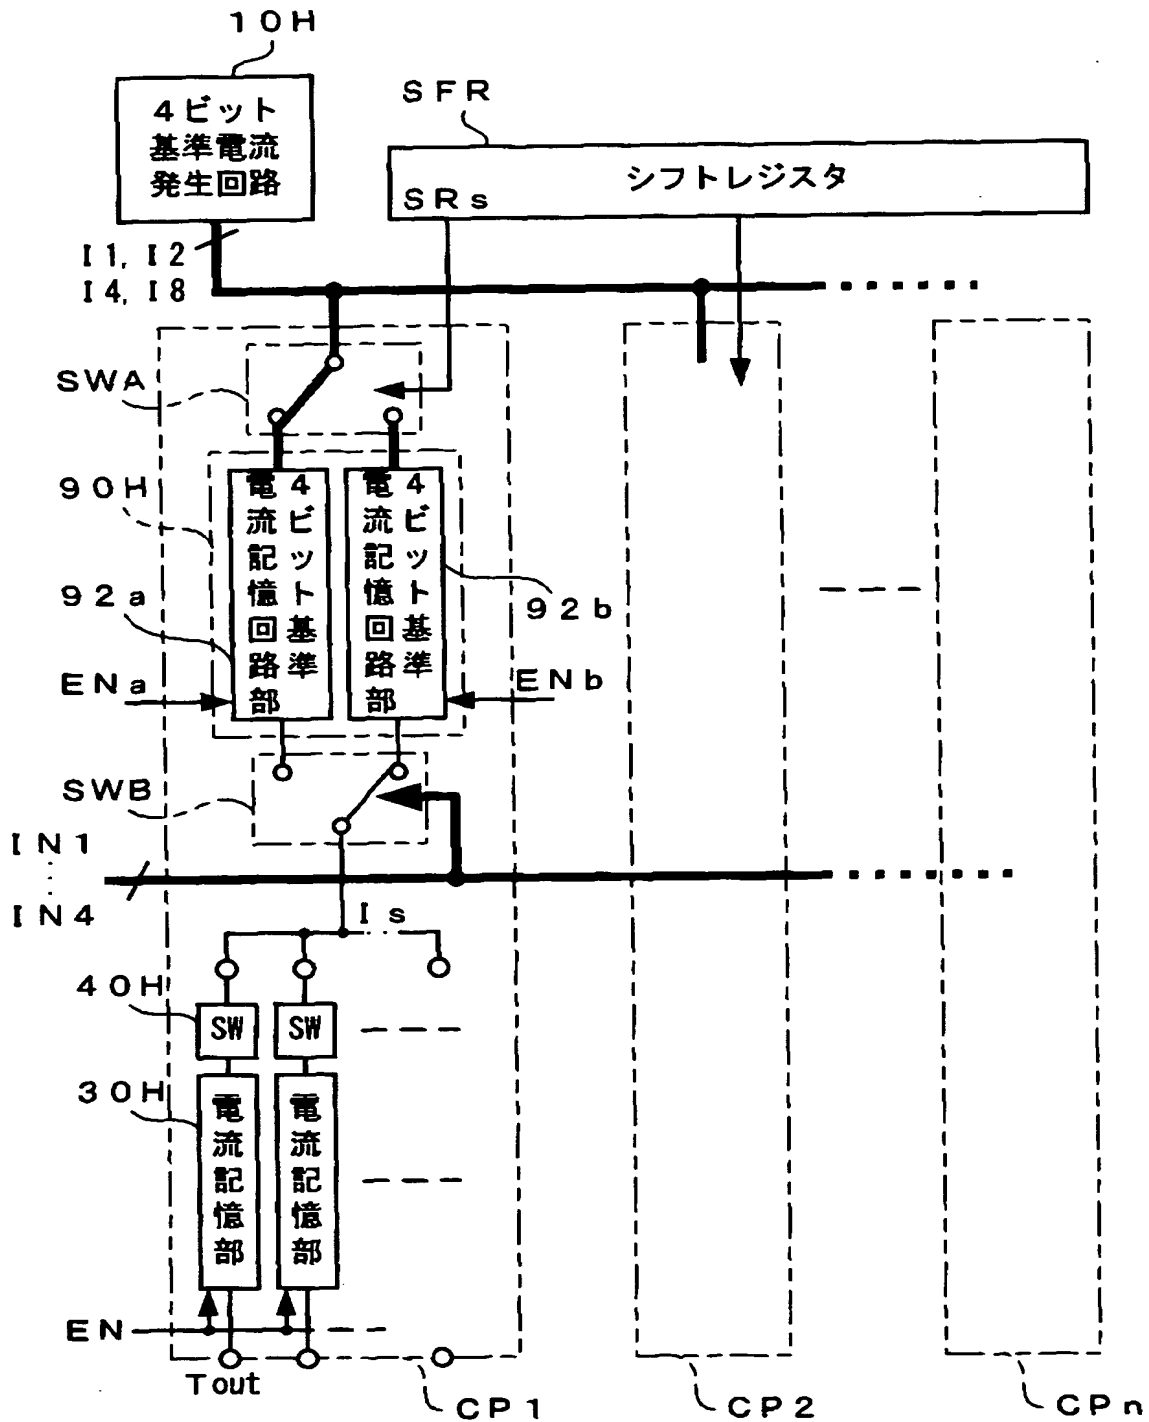 10H
4ビット
基準電流
発生回路
SFR
シフトレジスタ
SRs
I1, I2
I4, I8
SWA
90H
4ビット基準
電流記憶回路部
4ビット基準
電流記憶回路部
92a
92b
ENa
ENb
SWB
IN1
IN4
Is
40H
SW
SW
30H
電流記憶部
電流記憶部
EN
Tout
CP1
CP2
CPn